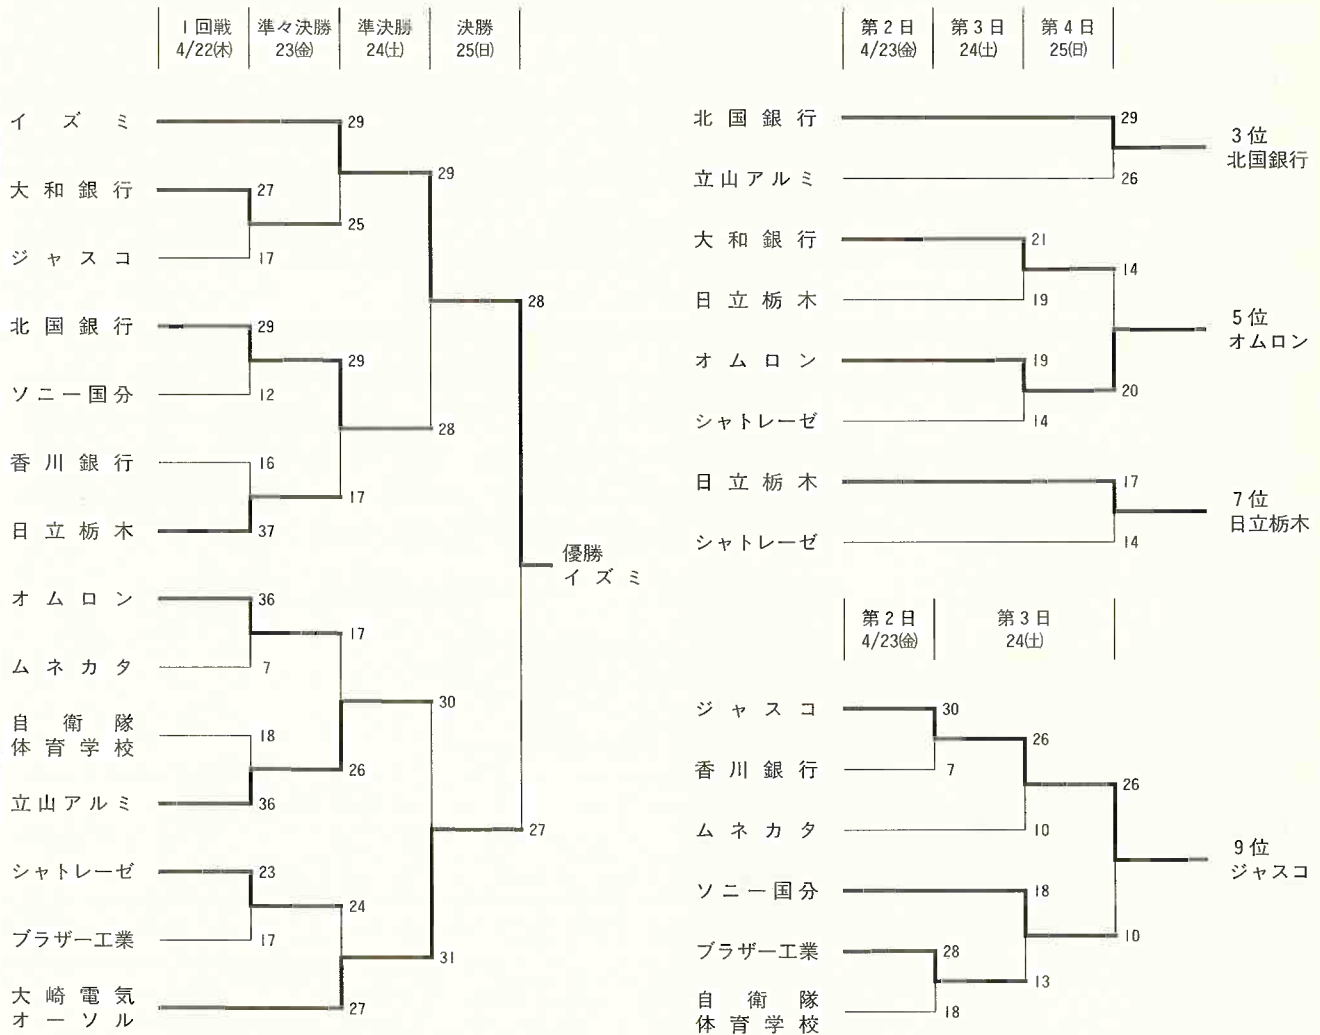 1回戦 準々決勝 準決勝 決勝
4/22(木) 23(金) 24(土) 25(日)
イズミ 29
29
大和銀行 27
25
ジャスコ 17
28
北国銀行 29
29
ソニー国分 12
28
香川銀行 16
17
日立栃木 37
優勝
イズミ
オムロン 36
17
ムネカタ 7
30
自衛隊
体育学校 18
26
立山アルミ 36
27
シャトレーゼ 23
24
ブラザー工業 17
31
大崎電気
オーソル 27
第2日 第3日 第4日
4/23(金) 24(土) 25(日)
北国銀行 29
3位
北国銀行
立山アルミ 26
大和銀行 21
14
日立栃木 19
5位
オムロン
オムロン 19
20
シャトレーゼ 14
日立栃木 17
7位
日立栃木
シャトレーゼ 14
第2日 第3日
4/23(金) 24(土)
ジャスコ 30
26
香川銀行 7
26
ムネカタ 10
9位
ジャスコ
ソニー国分 18
10
ブラザー工業 28
13
自衛隊
体育学校 18